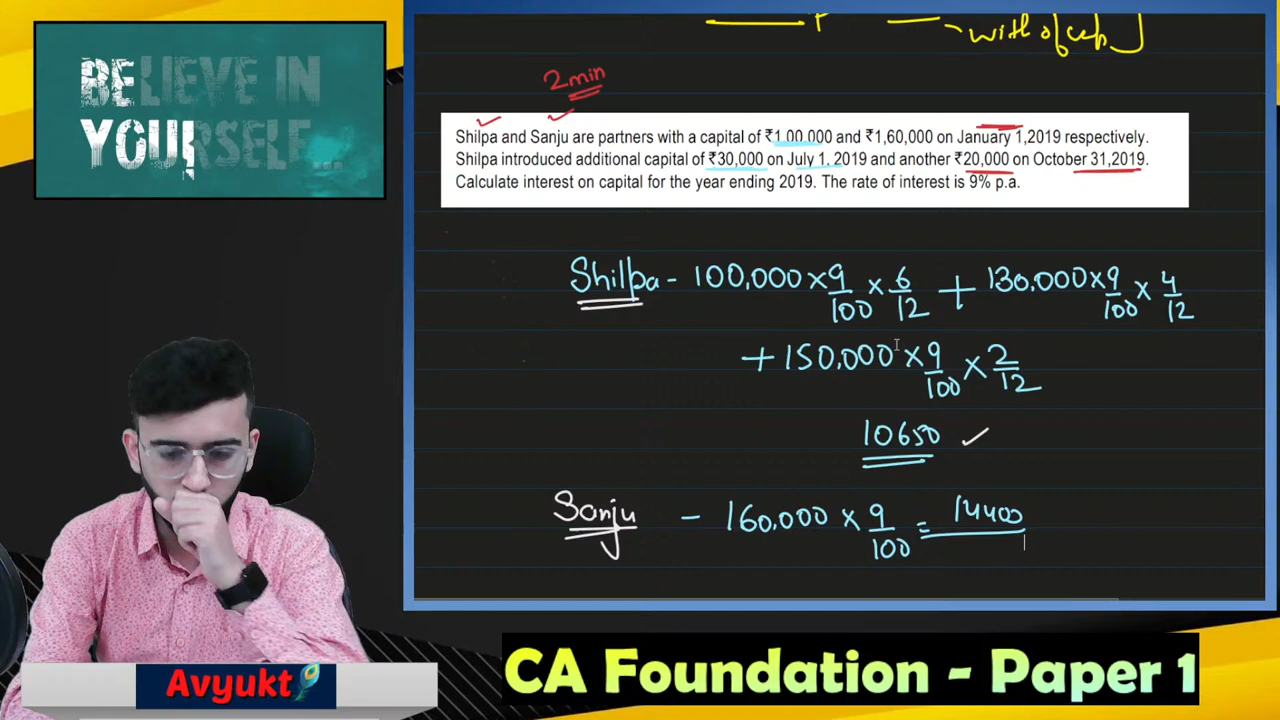 with of cap
BELIEVE IN
YOURSELF...
2 min
Shilpa and Sanju are partners with a capital of ₹1,00,000 and ₹1,60,000 on January 1,2019 respectively.
Shilpa introduced additional capital of ₹30,000 on July 1, 2019 and another ₹20,000 on October 31,2019.
Calculate interest on capital for the year ending 2019. The rate of interest is 9% p.a.
Shilpa - 100,000 × 9/100 × 6/12 + 130,000 × 9/100 × 4/12
+ 150,000 × 9/100 × 2/12
10650 ✓
Sanju - 160,000 × 9/100 = 14400
Avyukt
CA Foundation - Paper 1